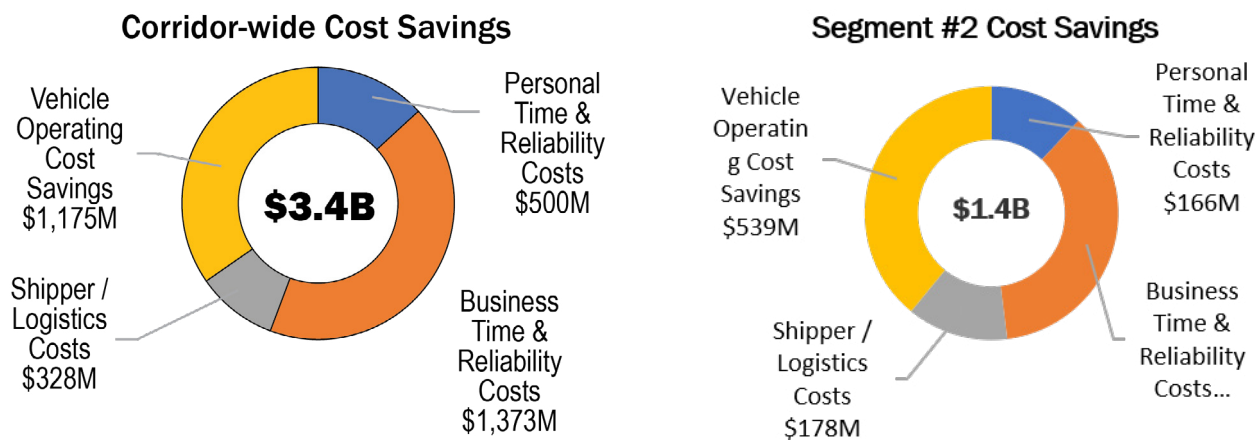 Corridor-wide Cost Savings
Vehicle
Operating
Cost
Savings
$1,175M
Personal
Time &
Reliability
Costs
$500M
$3.4B
Shipper /
Logistics
Costs
$328M
Business
Time &
Reliability
Costs
$1,373M
Segment #2 Cost Savings
Vehicle
Operatin
g Cost
Savings
$539M
Personal
Time &
Reliability
Costs
$166M
$1.4B
Shipper /
Logistics
Costs
$178M
Business
Time &
Reliability
Costs...